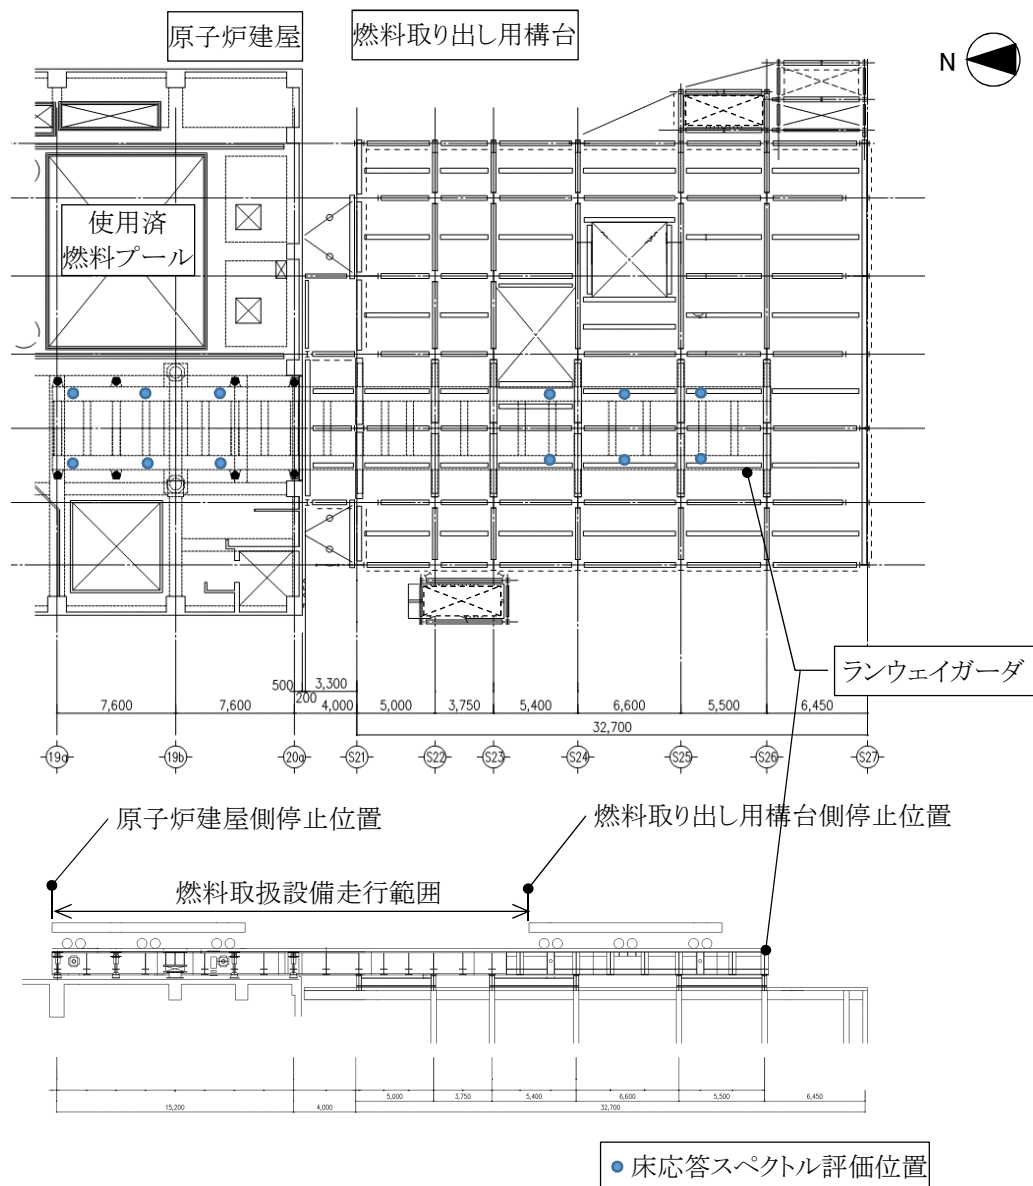 原子炉建屋
燃料取り出し用構台
N
使用済
燃料プール
ランウェイガーダ
500
3,300
200
7,600
7,600
4,000
5,000
3,750
5,400
6,600
5,500
6,450
32,700
19a
19b
20a
S21
S22
S23
S24
S25
S26
S27
原子炉建屋側停止位置
燃料取り出し用構台側停止位置
燃料取扱設備走行範囲
5,000
3,750
5,400
6,600
5,500
6,450
15,200
4,000
32,700
床応答スペクトル評価位置